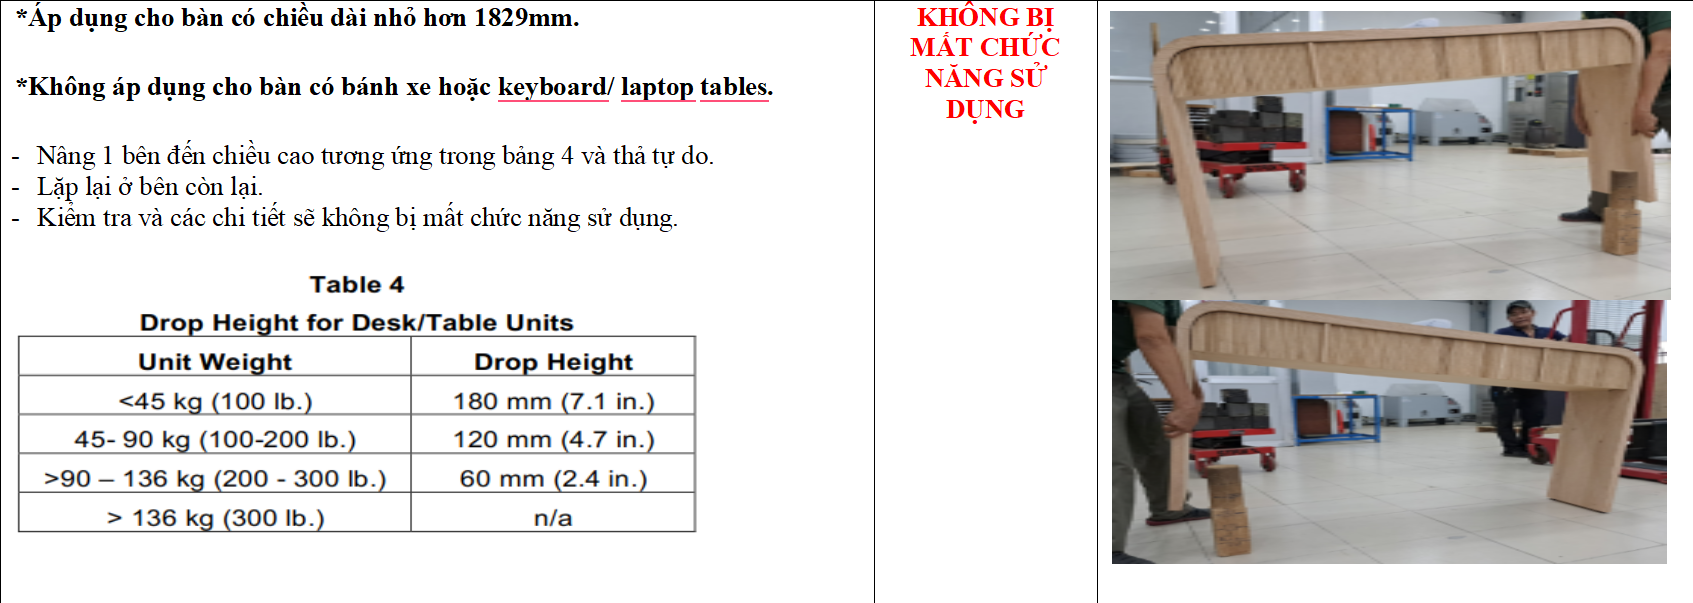 *Áp dụng cho bàn có chiều dài nhỏ hơn 1829mm.
*Không áp dụng cho bàn có bánh xe hoặc keyboard/ laptop tables.
- Nâng 1 bên đến chiều cao tương ứng trong bảng 4 và thả tự do.
- Lặp lại ở bên còn lại.
- Kiểm tra và các chi tiết sẽ không bị mất chức năng sử dụng.
Table 4
Drop Height for Desk/Table Units
Unit Weight Drop Height
<45 kg (100 lb.) 180 mm (7.1 in.)
45- 90 kg (100-200 lb.) 120 mm (4.7 in.)
>90 – 136 kg (200 - 300 lb.) 60 mm (2.4 in.)
> 136 kg (300 lb.) n/a
KHÔNG BỊ
MẤT CHỨC
NĂNG SỬ
DỤNG